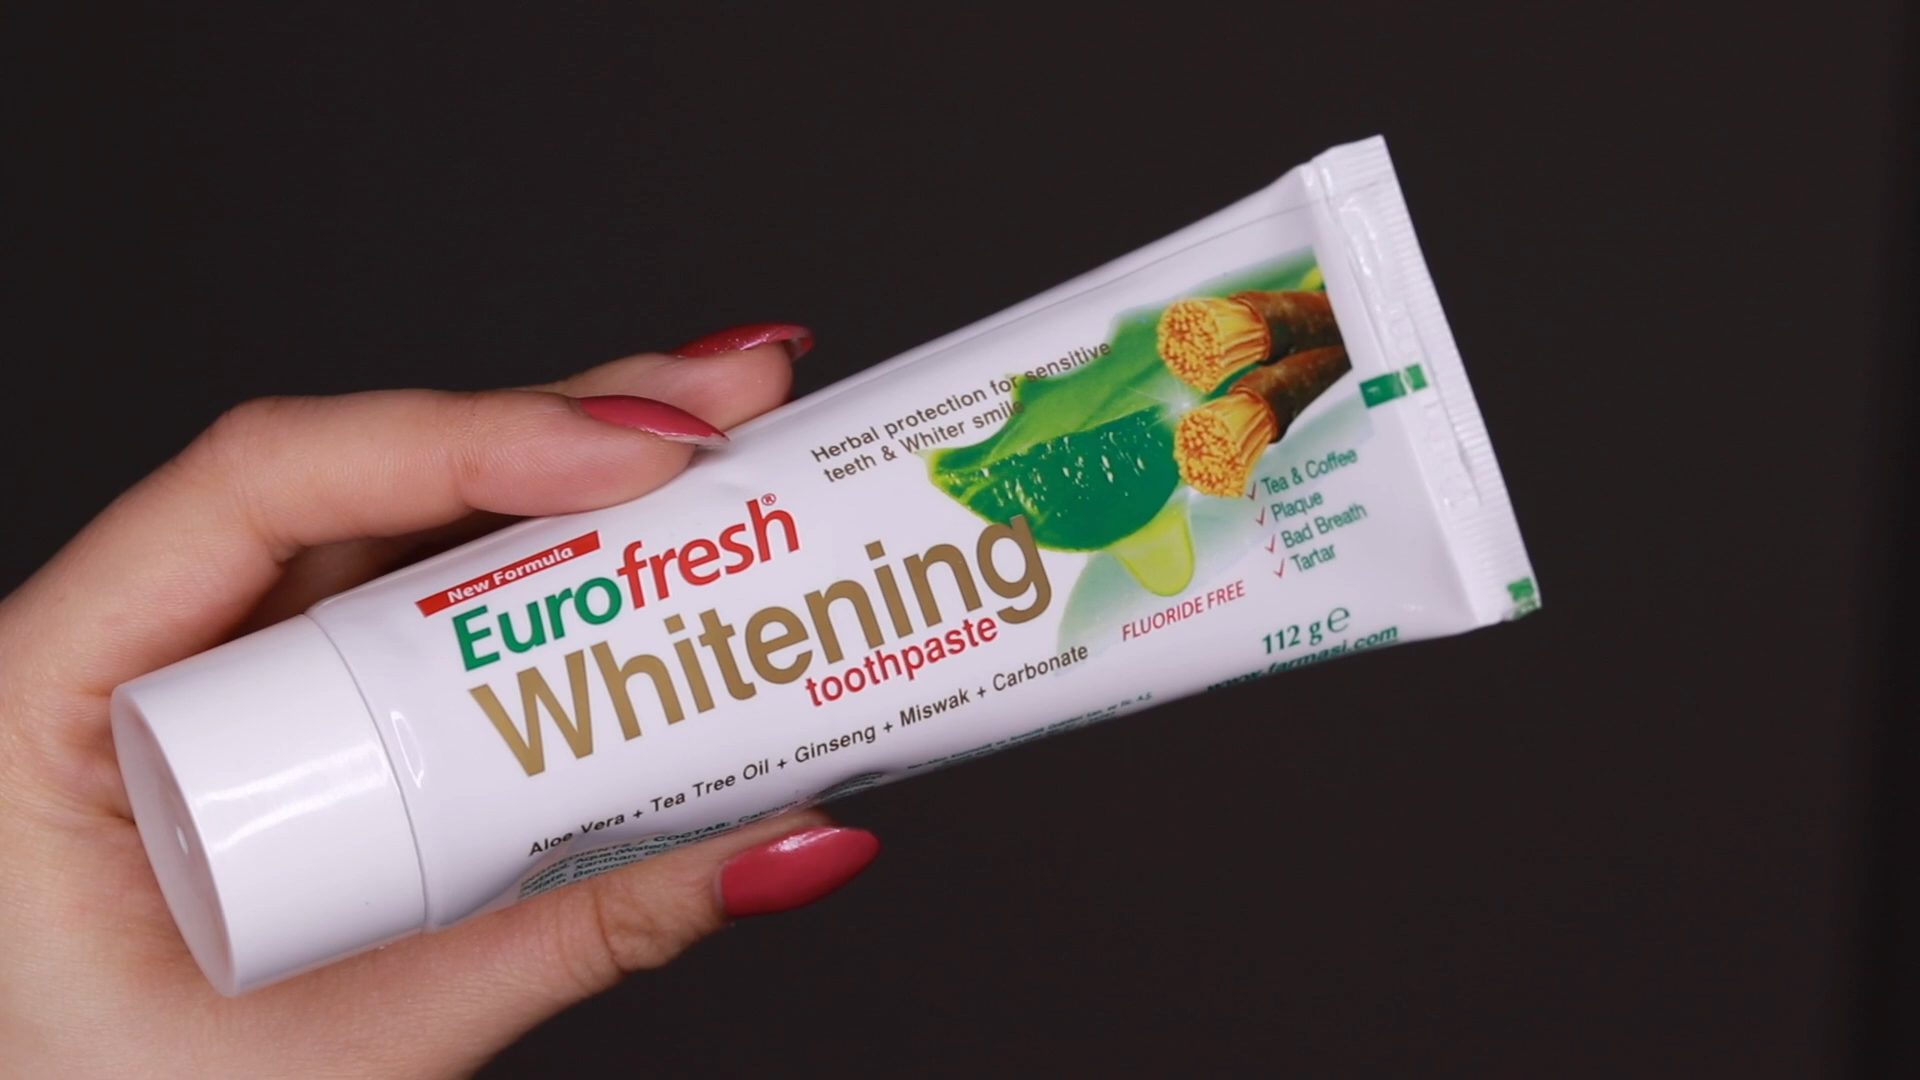 New Formula
Eurofresh®
Whitening
toothpaste
Herbal protection for sensitive
teeth & Whiter smile
Tea & Coffee
Plaque
Bad Breath
Tartar
FLUORIDE FREE
112 g e
www.farmasi.com
Aloe Vera + Tea Tree Oil + Ginseng + Miswak + Carbonate